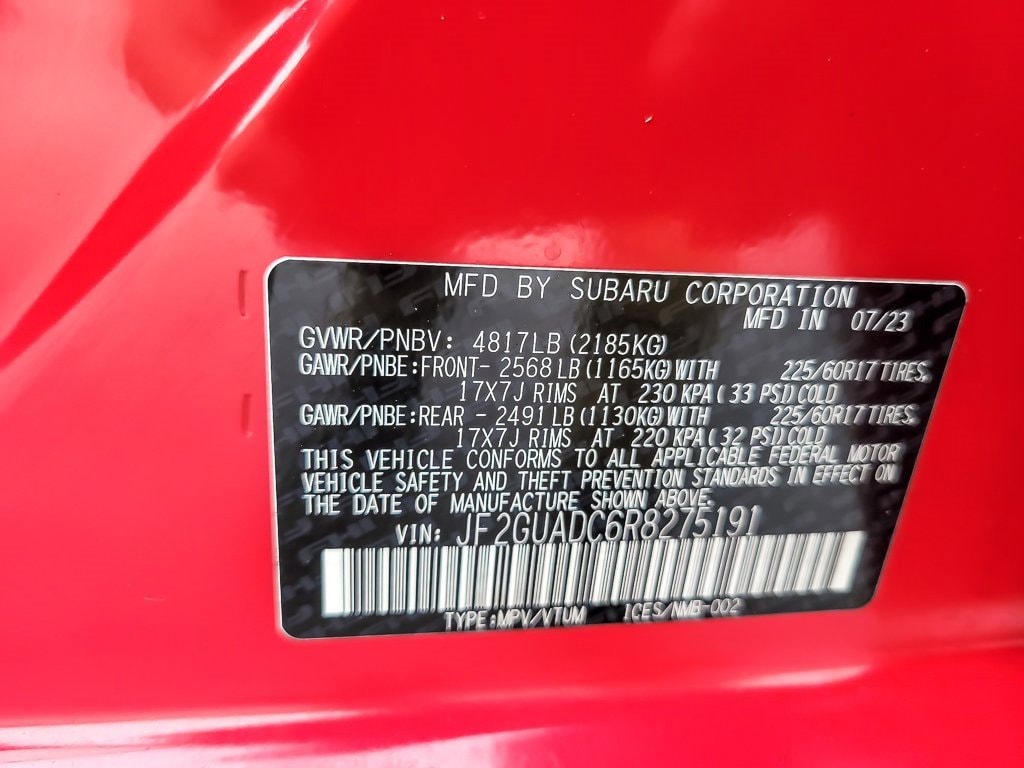 MFD BY SUBARU CORPORATION
MFD IN 07/23
GVWR/PNBV: 4817LB (2185KG)
GAWR/PNBE:FRONT- 2568 LB (1165KG) WITH 225/60R17 TIRES,
17X7J RIMS AT 230 KPA ( 33 PSI) COLD
GAWR/PNBE:REAR - 2491 LB (1130KG) WITH 225/60R17 TIRES,
17X7J RIMS AT 220 KPA ( 32 PSI) COLD
THIS VEHICLE CONFORMS TO ALL APPLICABLE FEDERAL MOTOR
VEHICLE SAFETY AND THEFT PREVENTION STANDARDS IN EFFECT ON
THE DATE OF MANUFACTURE SHOWN ABOVE.
VIN: JF2GUADC6R8275191
TYPE:MPV/VTUM ICES/NMB-002